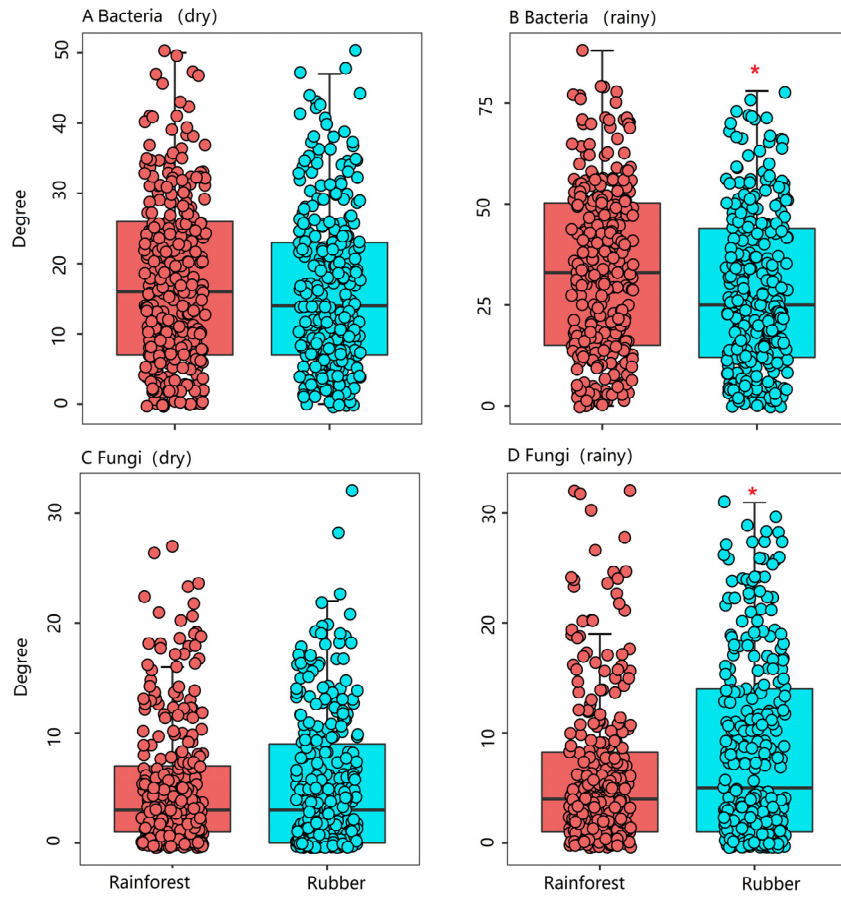 A Bacteria (dry)
B Bacteria (rainy)
Degree
50
40
30
20
10
0
*
75
50
25
0
C Fungi (dry)
D Fungi (rainy)
Degree
30
20
10
0
*
30
20
10
0
Rainforest
Rubber
Rainforest
Rubber